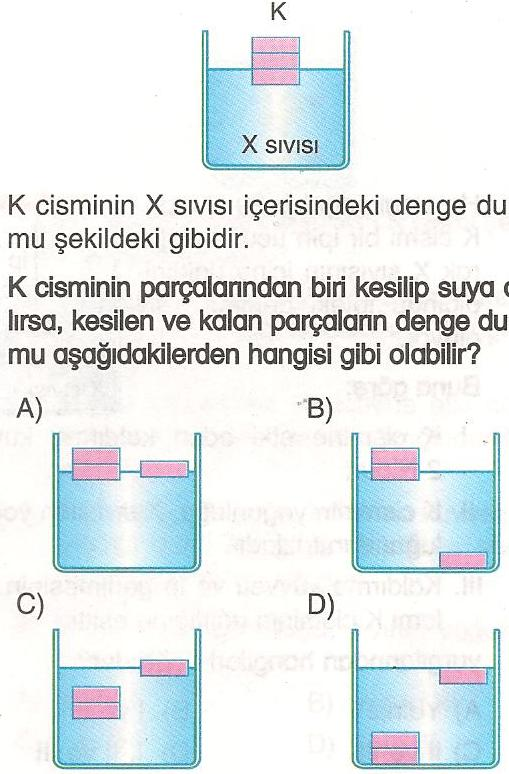 K
X SIVISI
K cisminin X sıvısı içerisindeki denge du
mu şekildeki gibidir.
K cisminin parçalarından biri kesilip suya
lırsa, kesilen ve kalan parçaların denge du
mu aşağıdakilerden hangisi gibi olabilir?
A)
B)
C)
D)